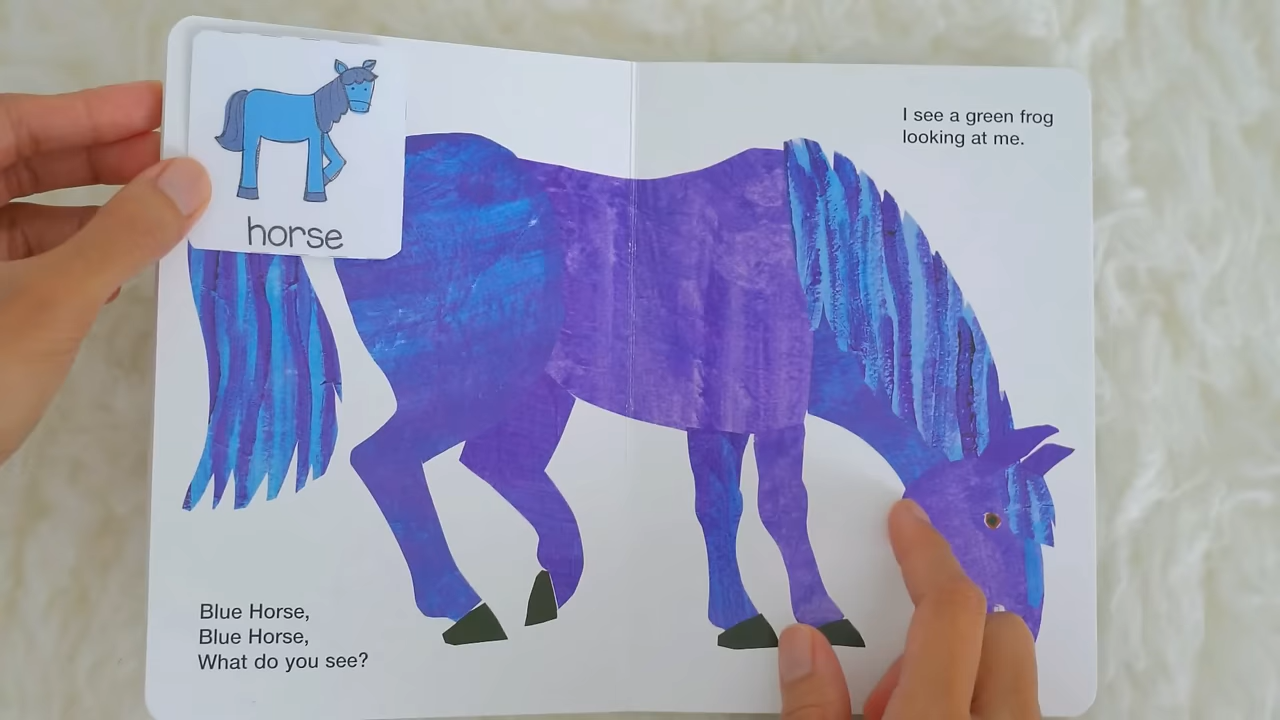 horse
Blue Horse,
Blue Horse,
What do you see?
I see a green frog
looking at me.